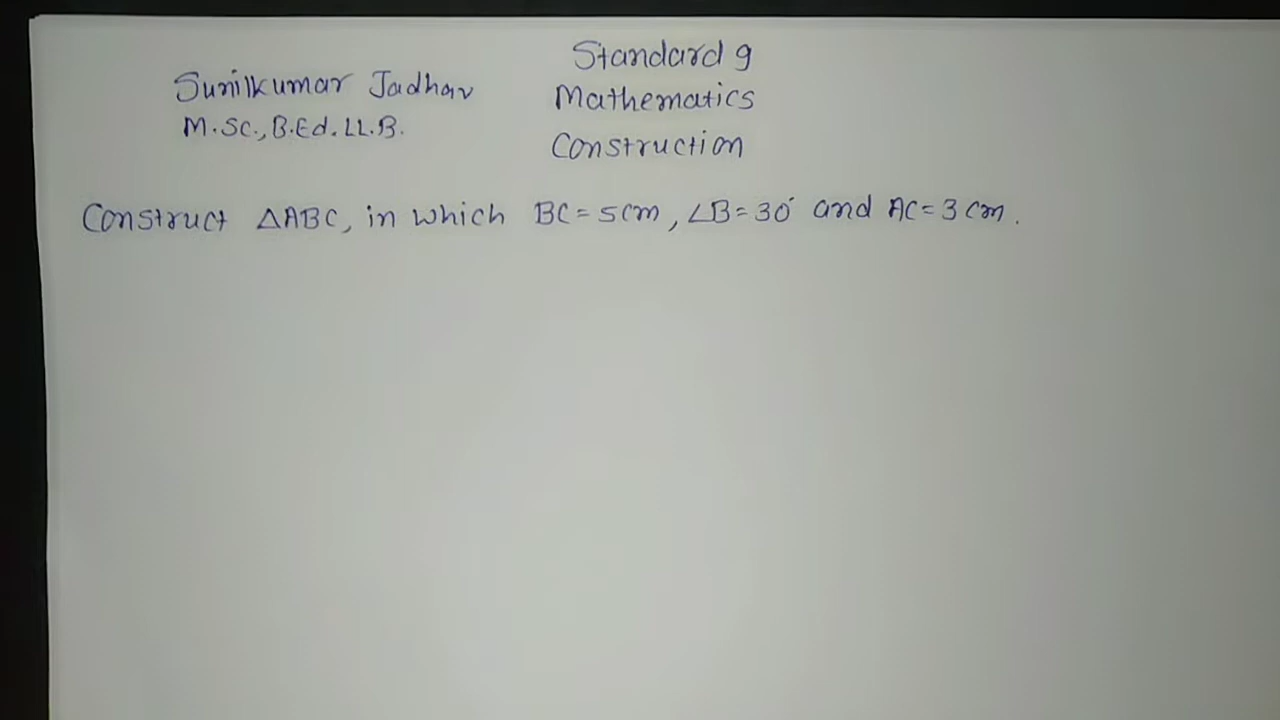 Standard 9
Sunilkumar Jadhav
Mathematics
M.Sc., B.Ed. LL.B.
Construction
Construct △ABC, in which BC = 5cm, ∠B = 30° and AC = 3 cm.